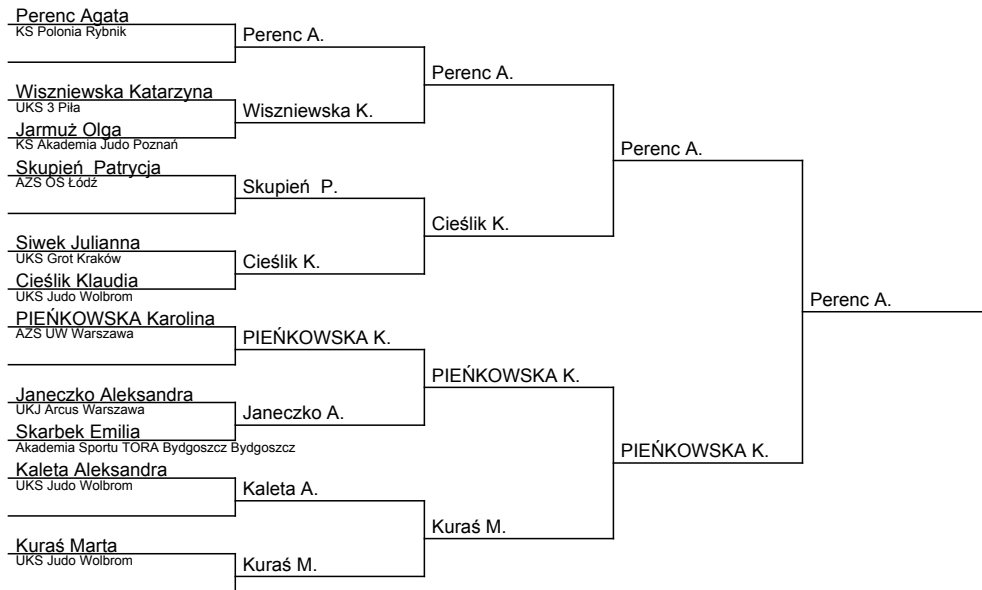 Perenc Agata
KS Polonia Rybnik
Wiszniewska Katarzyna
UKS 3 Piła
Jarmuż Olga
KS Akademia Judo Poznań
Skupień  Patrycja
AZS OŚ Łódź
Siwek Julianna
UKS Grot Kraków
Cieślik Klaudia
UKS Judo Wolbrom
PIEŃKOWSKA Karolina
AZS UW Warszawa
Janeczko Aleksandra
UKJ Arcus Warszawa
Skarbek Emilia
Akademia Sportu TORA Bydgoszcz Bydgoszcz
Kaleta Aleksandra
UKS Judo Wolbrom
Kuraś Marta
UKS Judo Wolbrom
Perenc A.
Wiszniewska K.
Skupień  P.
Cieślik K.
PIEŃKOWSKA K.
Janeczko A.
Kaleta A.
Kuraś M.
Perenc A.
Cieślik K.
PIEŃKOWSKA K.
Kuraś M.
Perenc A.
PIEŃKOWSKA K.
Perenc A.